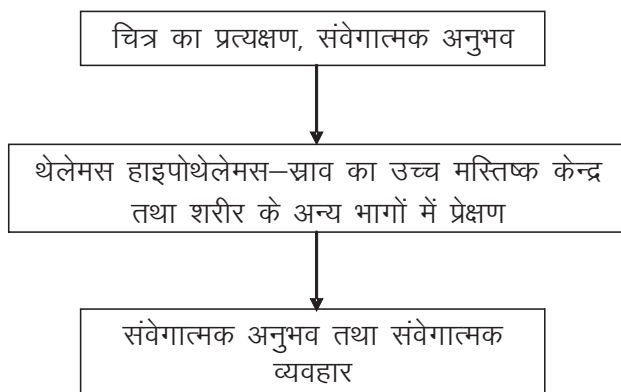 चित्र का प्रत्यक्षण, संवेगात्मक अनुभव
थेलेमस हाइपोथेलेमस–स्राव का उच्च मस्तिष्क केन्द्र
तथा शरीर के अन्य भागों में प्रेक्षण
संवेगात्मक अनुभव तथा संवेगात्मक
व्यवहार